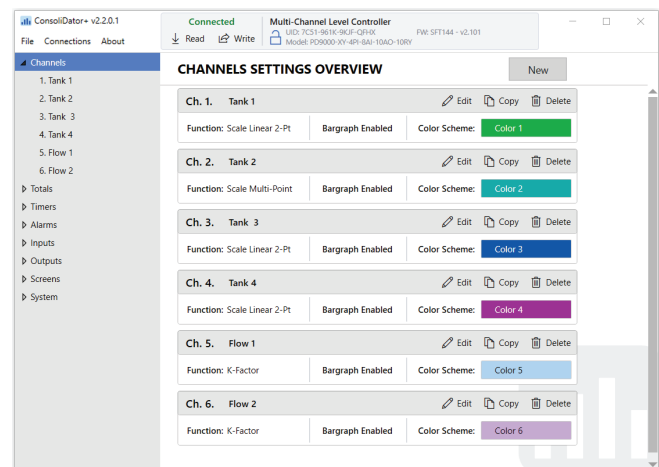 ConsoliDator+ v2.2.0.1
File Connections About
Connected
Read Write
Multi-Channel Level Controller
UID: 7C51-961K-9KJF-QFHX FW: SFT144 - v2.101
Model: PD9000-XY-4PI-8AI-10AO-10RY
Channels
1. Tank 1
2. Tank 2
3. Tank 3
4. Tank 4
5. Flow 1
6. Flow 2
Totals
Timers
Alarms
Inputs
Outputs
Screens
System
CHANNELS SETTINGS OVERVIEW New
Ch. 1. Tank 1 Edit Copy Delete
Function: Scale Linear 2-Pt Bargraph Enabled Color Scheme: Color 1
Ch. 2. Tank 2 Edit Copy Delete
Function: Scale Multi-Point Bargraph Enabled Color Scheme: Color 2
Ch. 3. Tank 3 Edit Copy Delete
Function: Scale Linear 2-Pt Bargraph Enabled Color Scheme: Color 3
Ch. 4. Tank 4 Edit Copy Delete
Function: Scale Linear 2-Pt Bargraph Enabled Color Scheme: Color 4
Ch. 5. Flow 1 Edit Copy Delete
Function: K-Factor Bargraph Enabled Color Scheme: Color 5
Ch. 6. Flow 2 Edit Copy Delete
Function: K-Factor Bargraph Enabled Color Scheme: Color 6